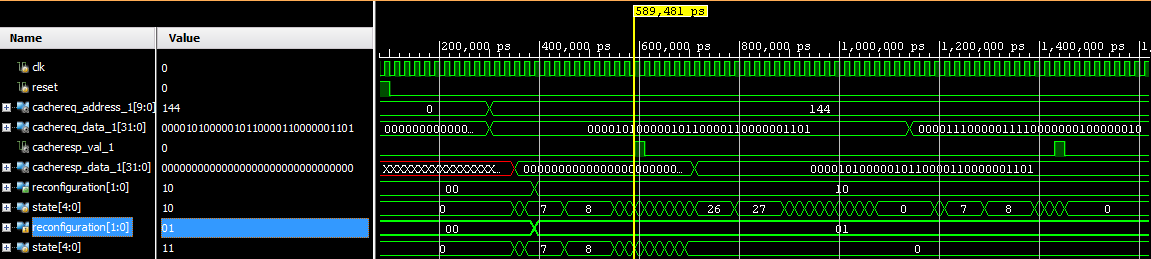 589,481 ps
Name Value
200,000 ps 400,000 ps 600,000 ps 800,000 ps 1,000,000 ps 1,200,000 ps 1,400,000 ps 1,
clk 0
reset 0
cachereq_address_1[9:0] 144 0 144
cachereq_data_1[31:0] 00001010000010110000110000001101 000000000000... 00001010000010110000110000001101 00001110000011110000000100000010
cacheresp_val_1 0
cacheresp_data_1[31:0] 00000000000000000000000000000000 XXXXXXXXXXXXXXXX... 0000000000000000000000... 00001010000010110000110000001101
reconfiguration[1:0] 10 00 10
state[4:0] 10 0 7 8 26 27 0 7 8 0
reconfiguration[1:0] 01 00 01
state[4:0] 11 0 7 8 0